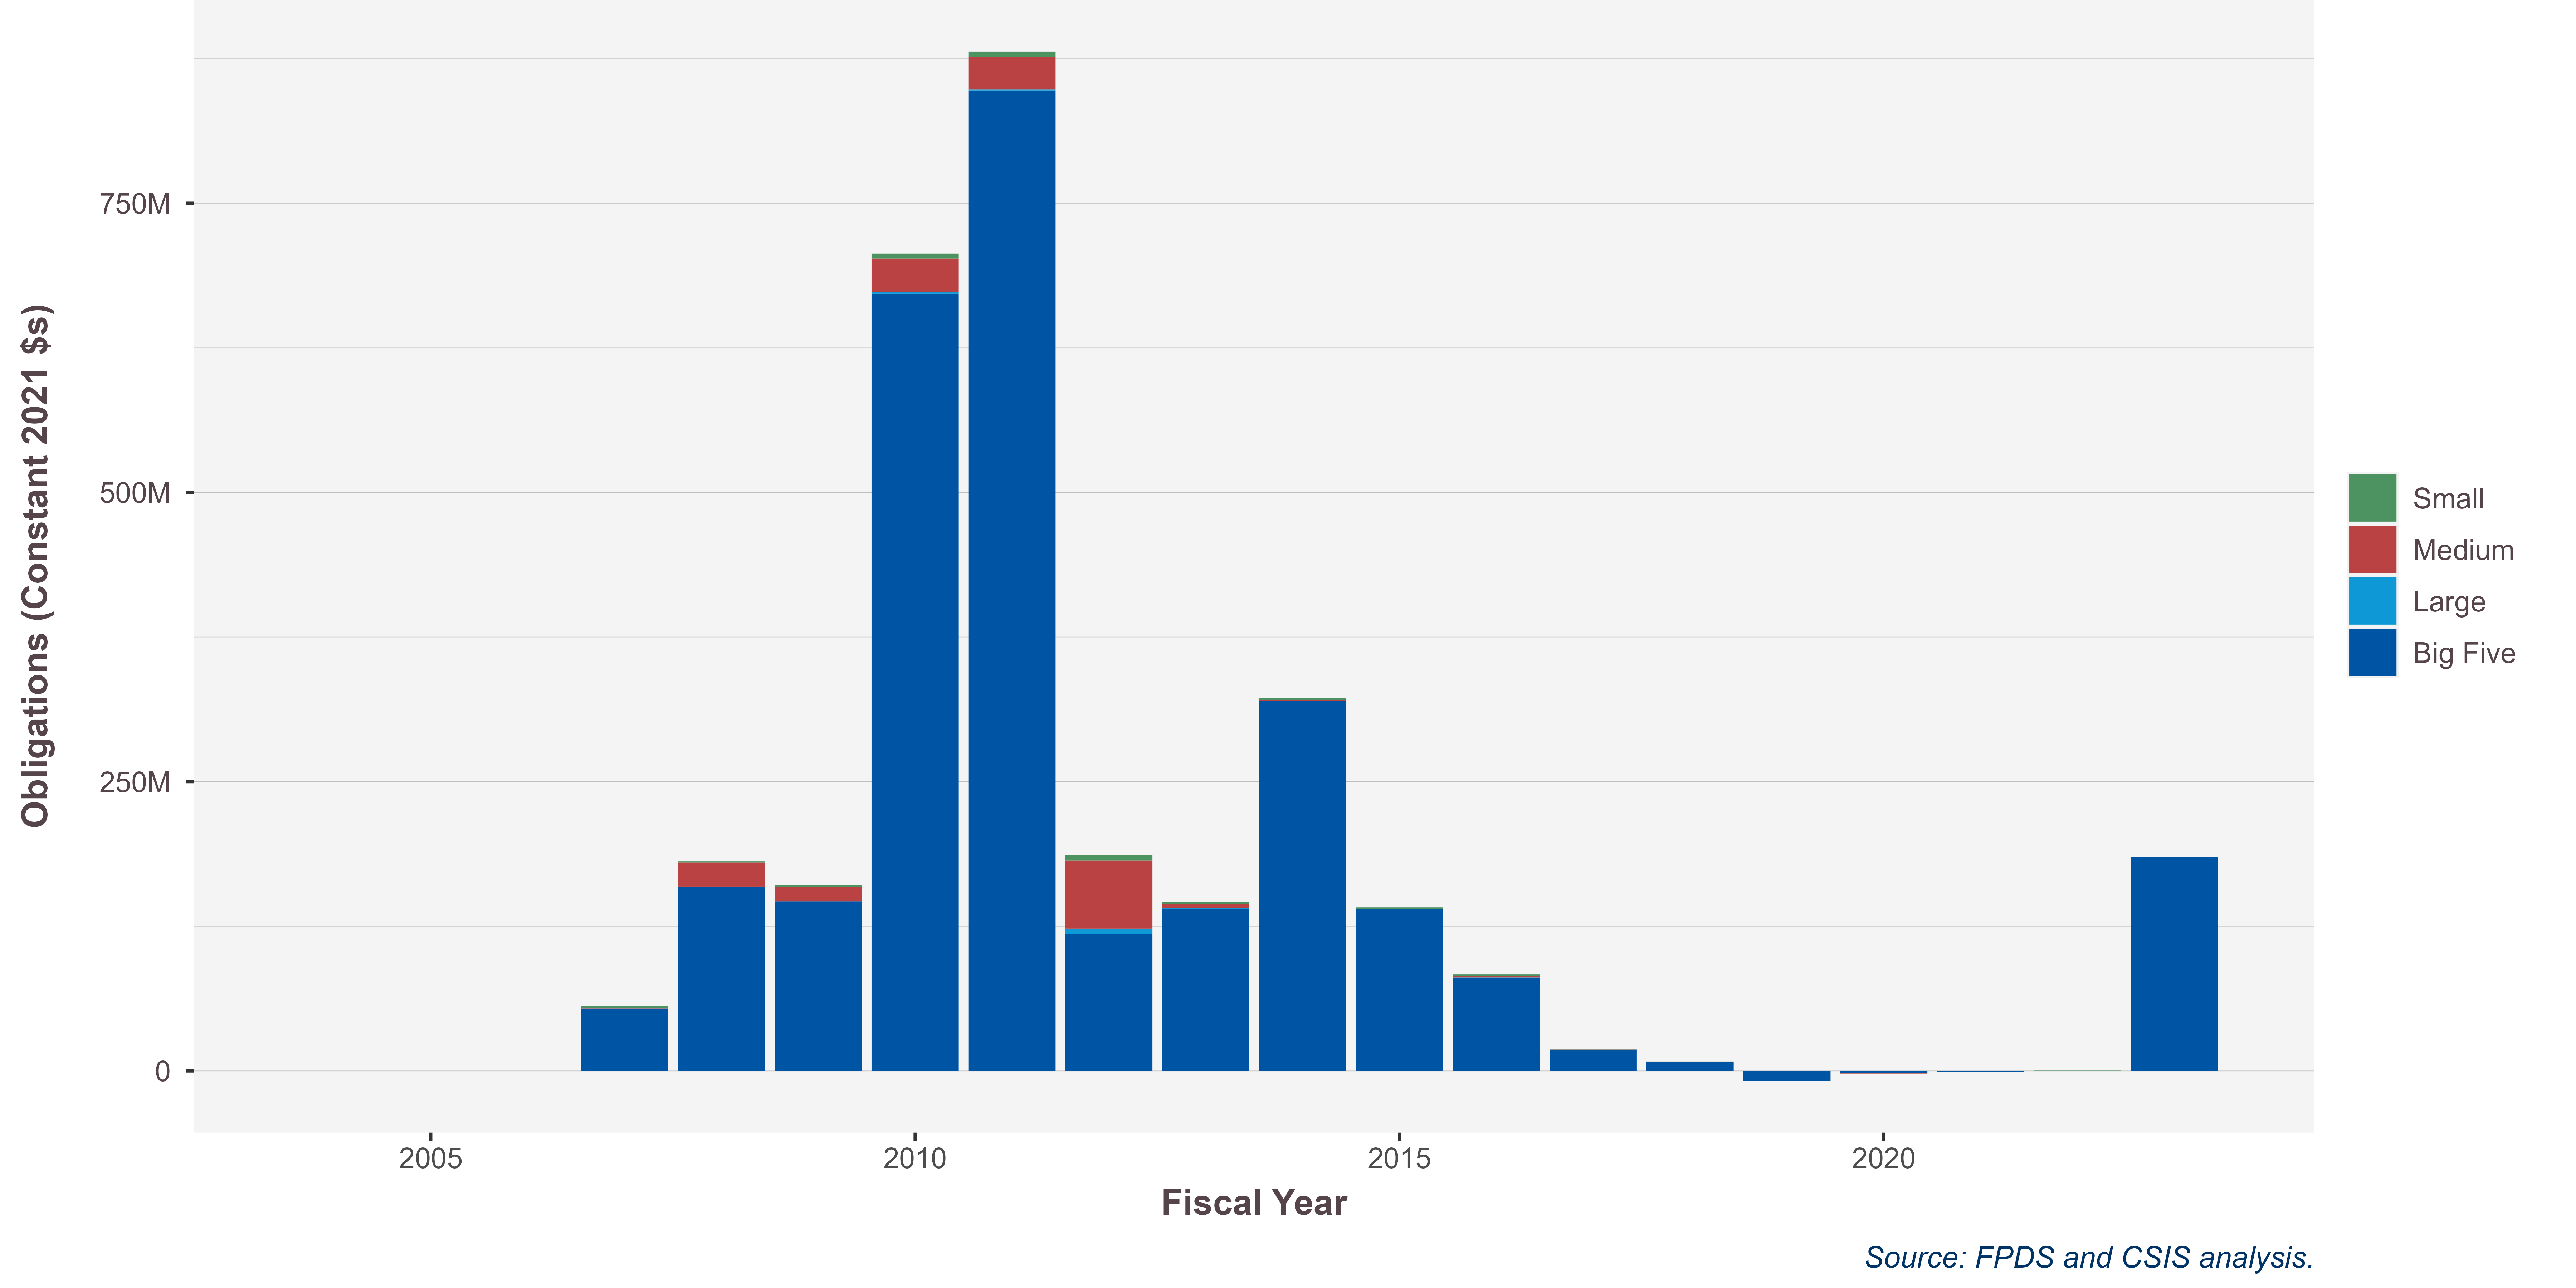 Obligations (Constant 2021 $s)
750M
500M
250M
0
2005
2010
2015
2020
Fiscal Year
Small
Medium
Large
Big Five
Source: FPDS and CSIS analysis.